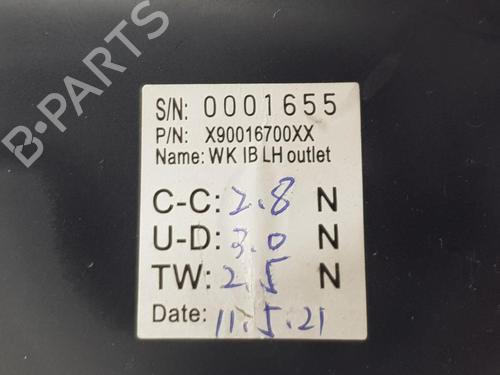 B-PARTS
S/N: 0001655
P/N: X90016700XX
Name: WK IB LH outlet
C-C: 2.8 N
U-D: 3.0 N
TW: 2.5 N
Date: 11.5.21